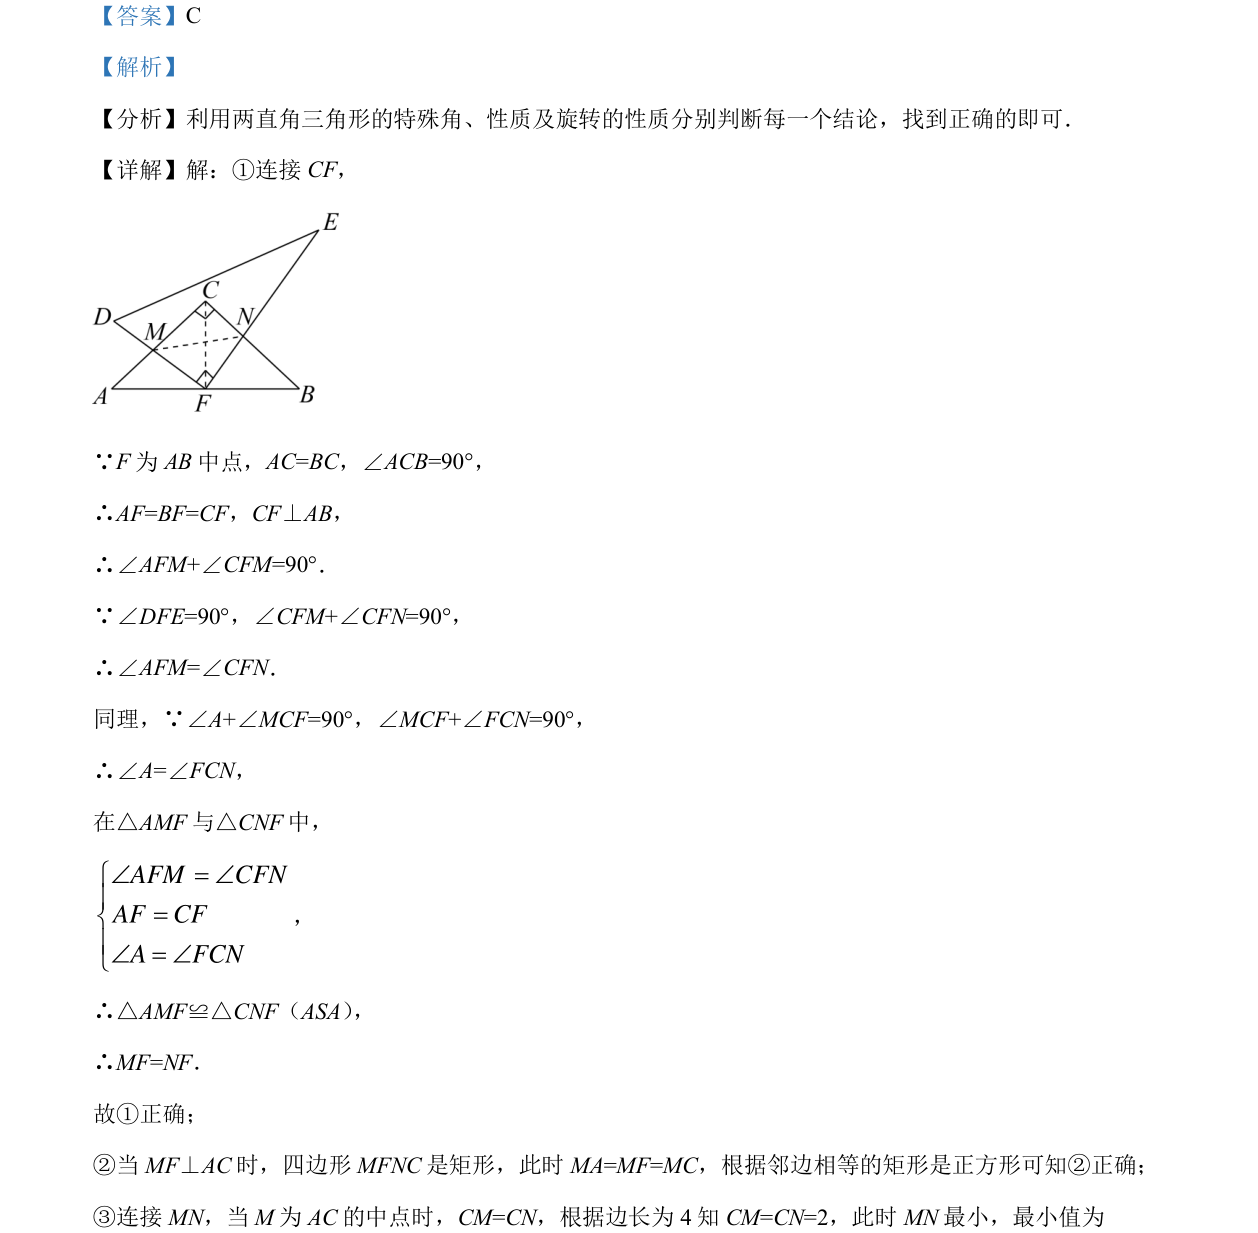 【答案】C
【解析】
【分析】利用两直角三角形的特殊角、性质及旋转的性质分别判断每一个结论，找到正确的即可．
【详解】解：①连接 CF，
E
C
D
N
M
A
F
B
∵F 为 AB 中点，AC=BC，∠ACB=90°，
∴AF=BF=CF，CF⊥AB，
∴∠AFM+∠CFM=90°．
∵∠DFE=90°，∠CFM+∠CFN=90°，
∴∠AFM=∠CFN．
同理，∵∠A+∠MCF=90°，∠MCF+∠FCN=90°，
∴∠A=∠FCN，
在△AMF 与△CNF 中，
∠AFM = ∠CFN
AF = CF ，
∠A = ∠FCN
∴△AMF≌△CNF（ASA），
∴MF=NF．
故①正确；
②当 MF⊥AC 时，四边形 MFNC 是矩形，此时 MA=MF=MC，根据邻边相等的矩形是正方形可知②正确；
③连接 MN，当 M 为 AC 的中点时，CM=CN，根据边长为 4 知 CM=CN=2，此时 MN 最小，最小值为